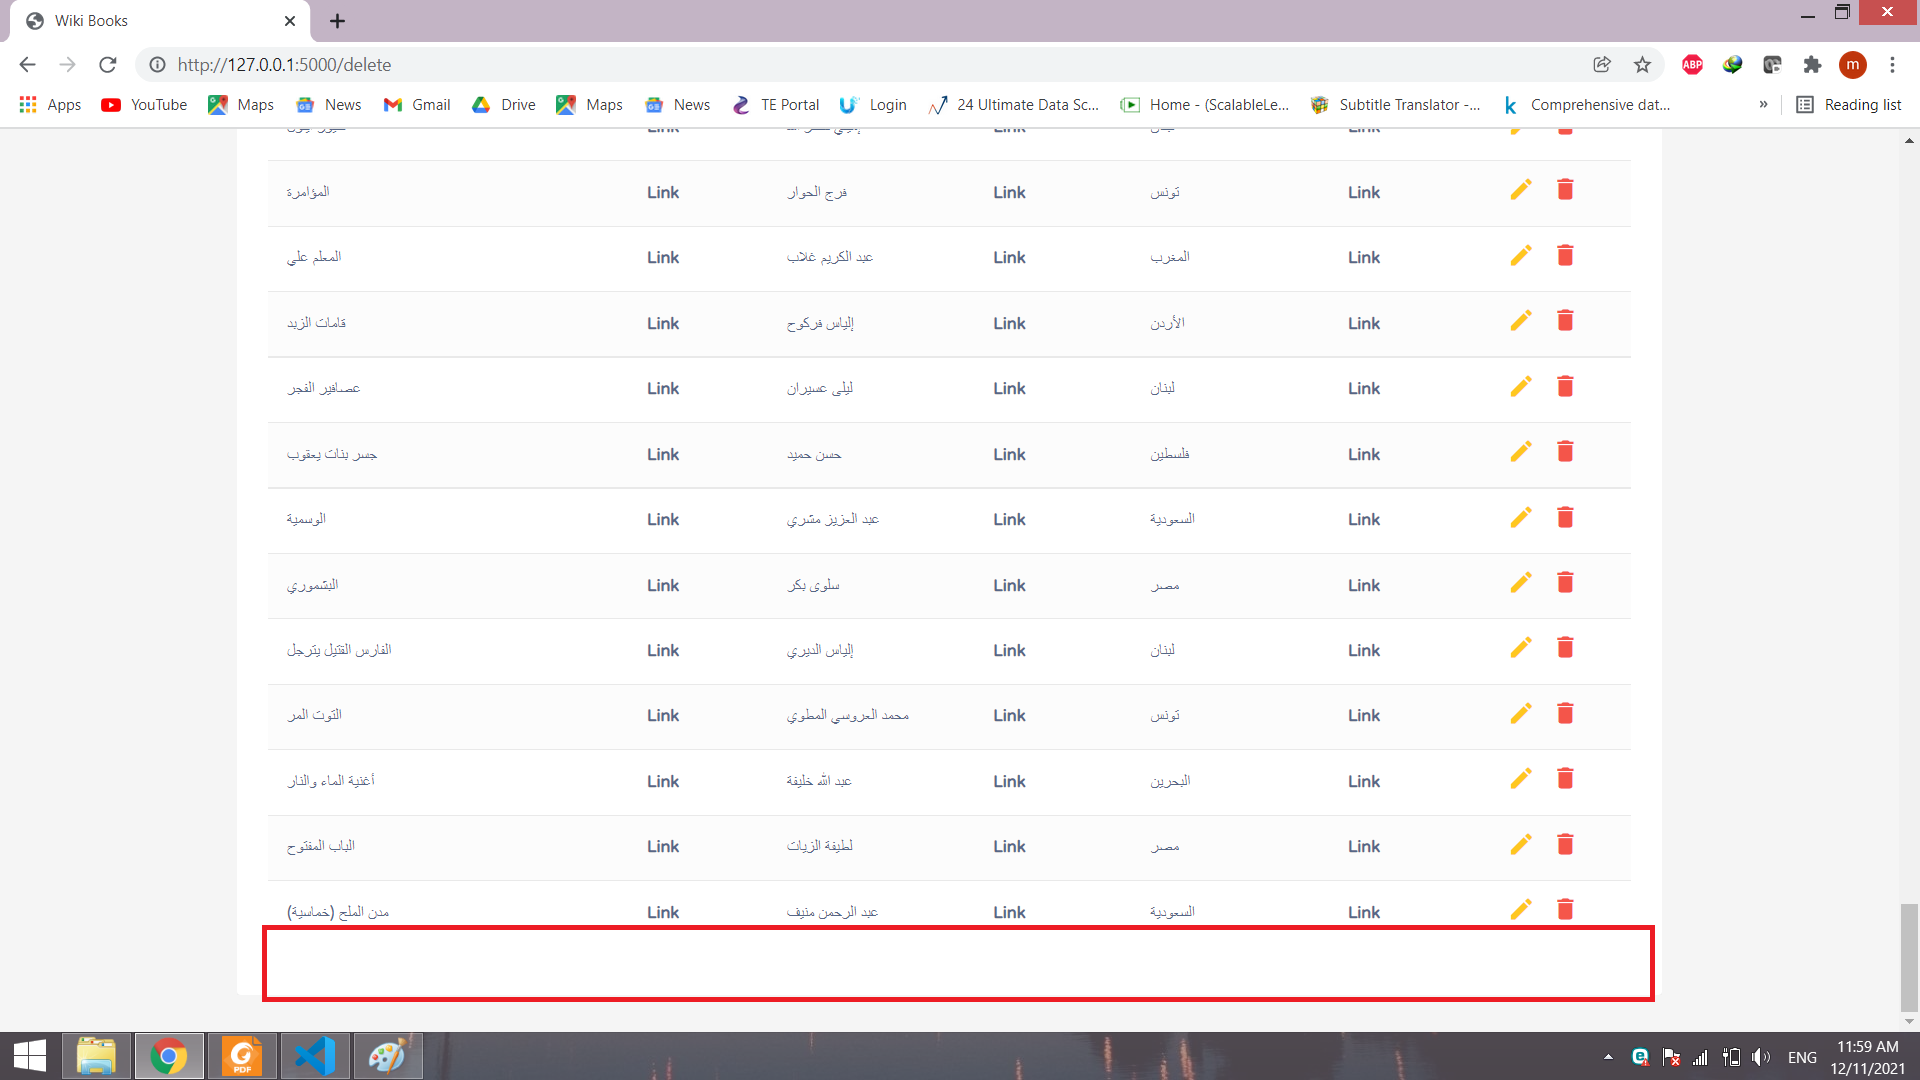 Wiki Books
http://127.0.0.1:5000/delete
ABP
m
Apps YouTube Maps News Gmail Drive Maps News TE Portal Login 24 Ultimate Data Sc... Home - (ScalableLe... Subtitle Translator -... Comprehensive dat... » Reading list
Link Link لبنان Link
المؤامرة Link فرج الحوار Link تونس Link
المعلم علي Link عبد الكريم غلاب Link المغرب Link
قامات الزبد Link إلياس فركوح Link الأردن Link
عصافير الفجر Link ليلى عسيران Link لبنان Link
جسر بنات يعقوب Link حسن حميد Link فلسطين Link
الوسمية Link عبد العزيز مشري Link السعودية Link
البشموري Link سلوى بكر Link مصر Link
الفارس القتيل يترجل Link إلياس الديري Link لبنان Link
التوت المر Link محمد العروسي المطوي Link تونس Link
أغنية الماء والنار Link عبد الله خليفة Link البحرين Link
الباب المفتوح Link لطيفة الزيات Link مصر Link
مدن الملح (خماسية) Link عبد الرحمن منيف Link السعودية Link
PDF
ENG
11:59 AM
12/11/2021